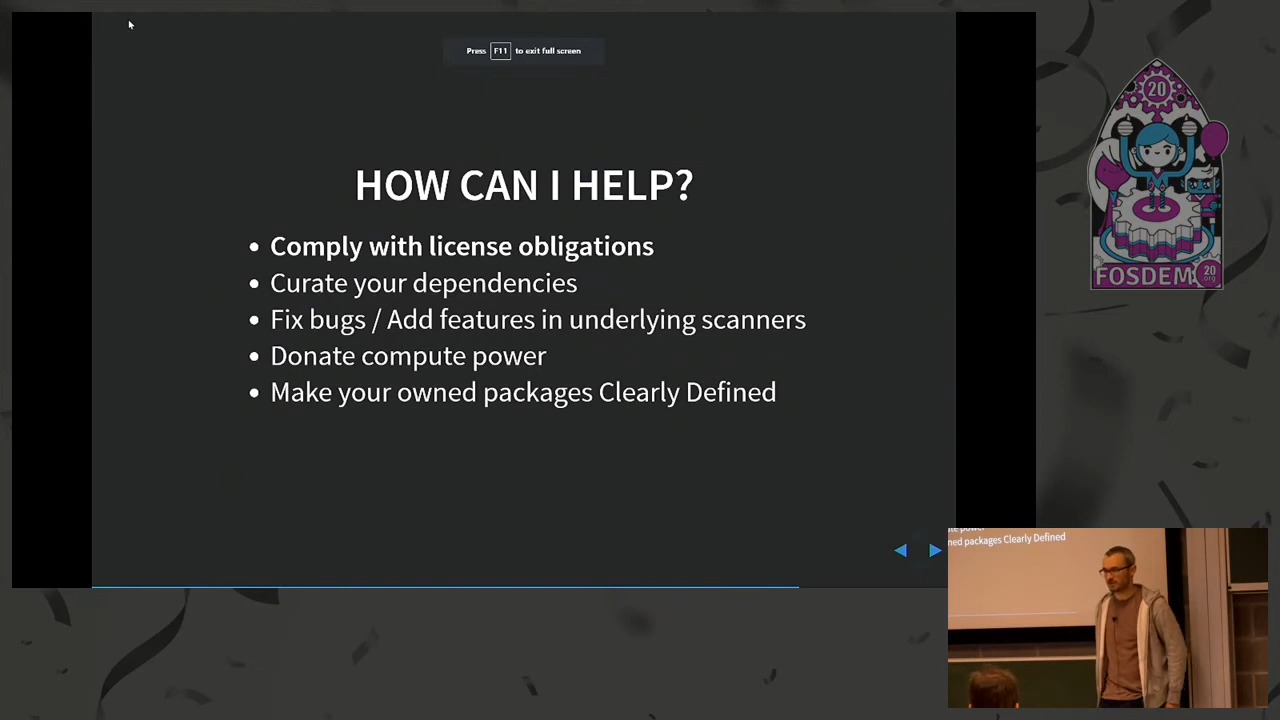 Press F11 to exit full screen
20
HOW CAN I HELP?
Comply with license obligations
Curate your dependencies
Fix bugs / Add features in underlying scanners
Donate compute power
Make your owned packages Clearly Defined
FOSDEM 20
.org
power
ned packages Clearly Defined